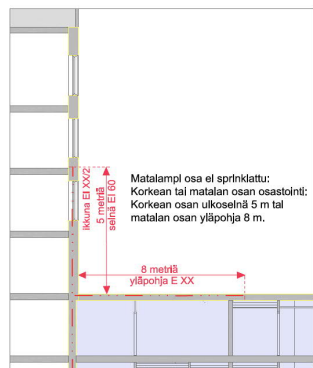 ikkuna EI XX/2
5 metriä
seinä EI 60
Matalampi osa ei sprinklattu:
Korkean tai matalan osan osastointi:
Korkean osan ulkoseinä 5 m tai
matalan osan yläpohja 8 m.
8 metriä
yläpohja E XX